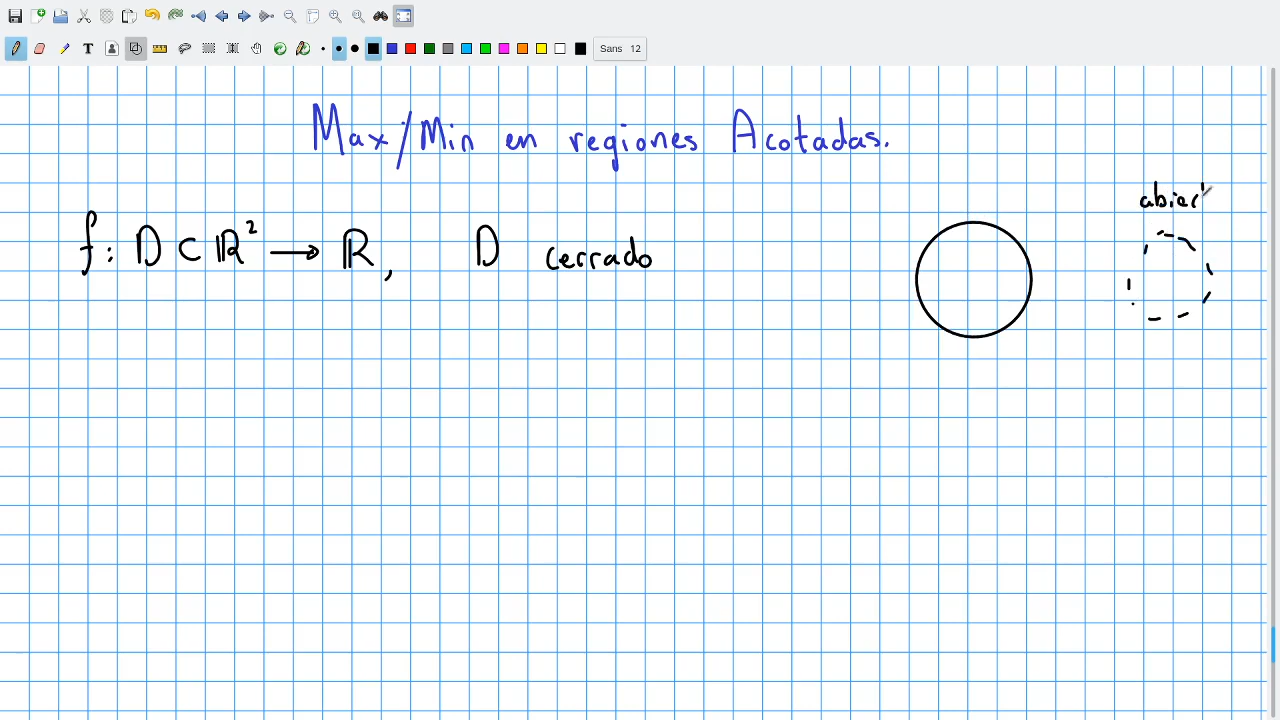 Sans 12
Max/Min en regiones Acotadas.
f: D ⊂ ℝ² ⟶ ℝ, D cerrado